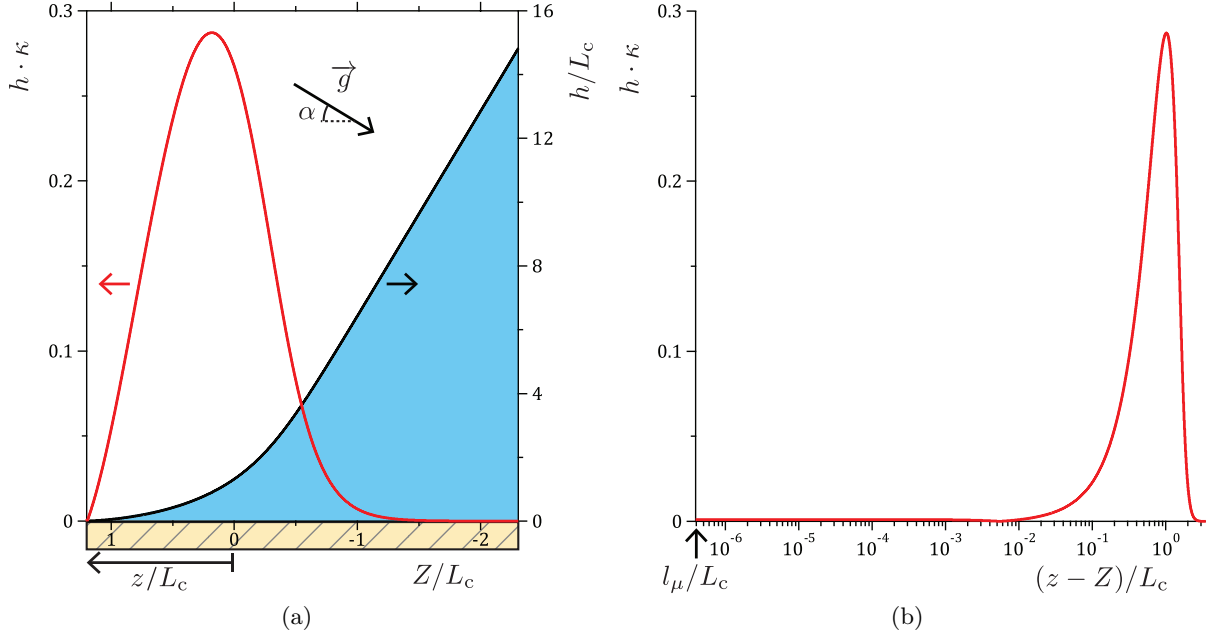 0.3
0.2
0.1
0
h · κ
16
12
8
4
0
h/L_c
g
α
1
0
-1
-2
z/L_c
Z/L_c
(a)
0.3
0.2
0.1
0
h · κ
10^-6
10^-5
10^-4
10^-3
10^-2
10^-1
10^0
l_μ/L_c
(z − Z)/L_c
(b)